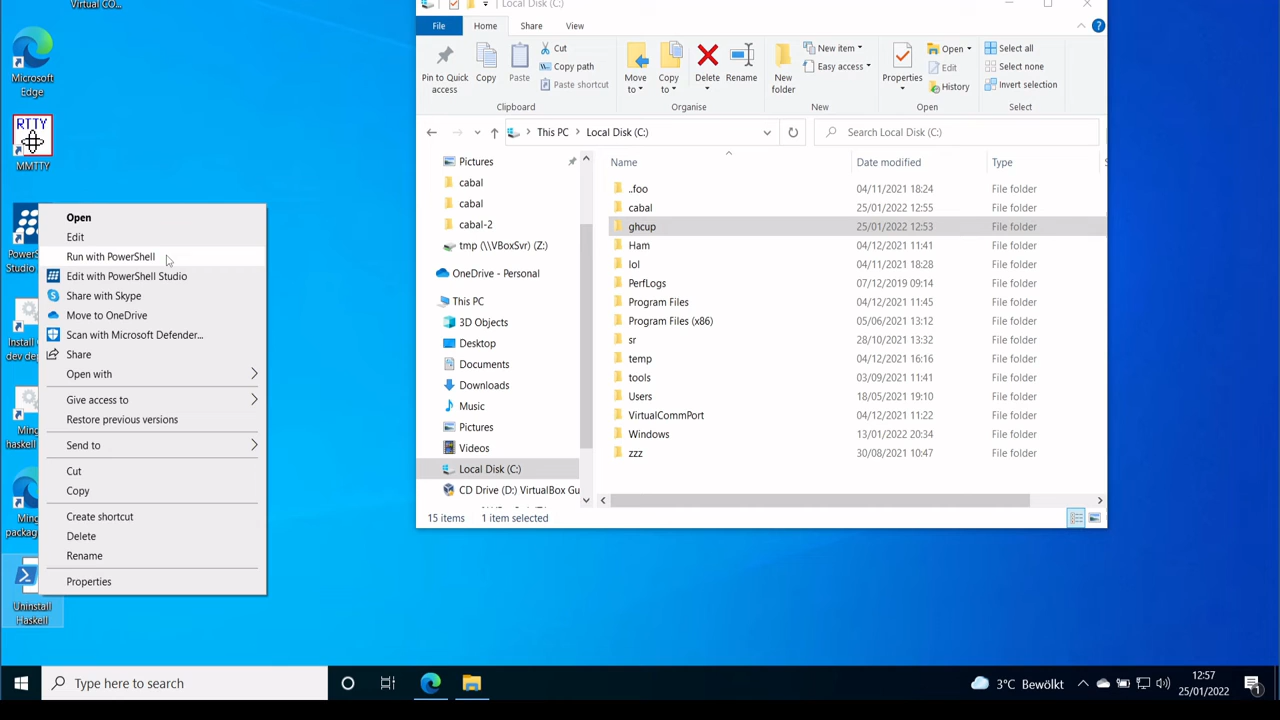 Virtual CO...
Microsoft
Edge
RTTY
MMTTY
Powe
Studio
Install
dev dep
Ming
haskell
Ming
packag
Uninstall
Haskell
Open
Edit
Run with PowerShell
Edit with PowerShell Studio
Share with Skype
Move to OneDrive
Scan with Microsoft Defender...
Share
Open with
Give access to
Restore previous versions
Send to
Cut
Copy
Create shortcut
Delete
Rename
Properties
Local Disk (C:)
File
Home
Share
View
Pin to Quick
access
Copy
Paste
Cut
Copy path
Paste shortcut
Clipboard
Move
to
Copy
to
Delete
Rename
Organise
New
folder
New item
Easy access
New
Properties
Open
Edit
History
Open
Select all
Select none
Invert selection
Select
This PC
Local Disk (C:)
Search Local Disk (C:)
Pictures
cabal
cabal
cabal-2
tmp (\\VBoxSvr) (Z:)
OneDrive - Personal
This PC
3D Objects
Desktop
Documents
Downloads
Music
Pictures
Videos
Local Disk (C:)
CD Drive (D:) VirtualBox Gu
Name Date modified Type S
..foo 04/11/2021 18:24 File folder
cabal 25/01/2022 12:55 File folder
ghcup 25/01/2022 12:53 File folder
Ham 04/12/2021 11:41 File folder
lol 04/11/2021 18:28 File folder
PerfLogs 07/12/2019 09:14 File folder
Program Files 04/12/2021 11:45 File folder
Program Files (x86) 05/06/2021 13:12 File folder
sr 28/10/2021 13:32 File folder
temp 04/12/2021 16:16 File folder
tools 03/09/2021 11:41 File folder
Users 18/05/2021 19:10 File folder
VirtualCommPort 04/12/2021 11:22 File folder
Windows 13/01/2022 20:34 File folder
zzz 30/08/2021 10:47 File folder
15 items 1 item selected
Type here to search
3°C Bewölkt
12:57
25/01/2022
1